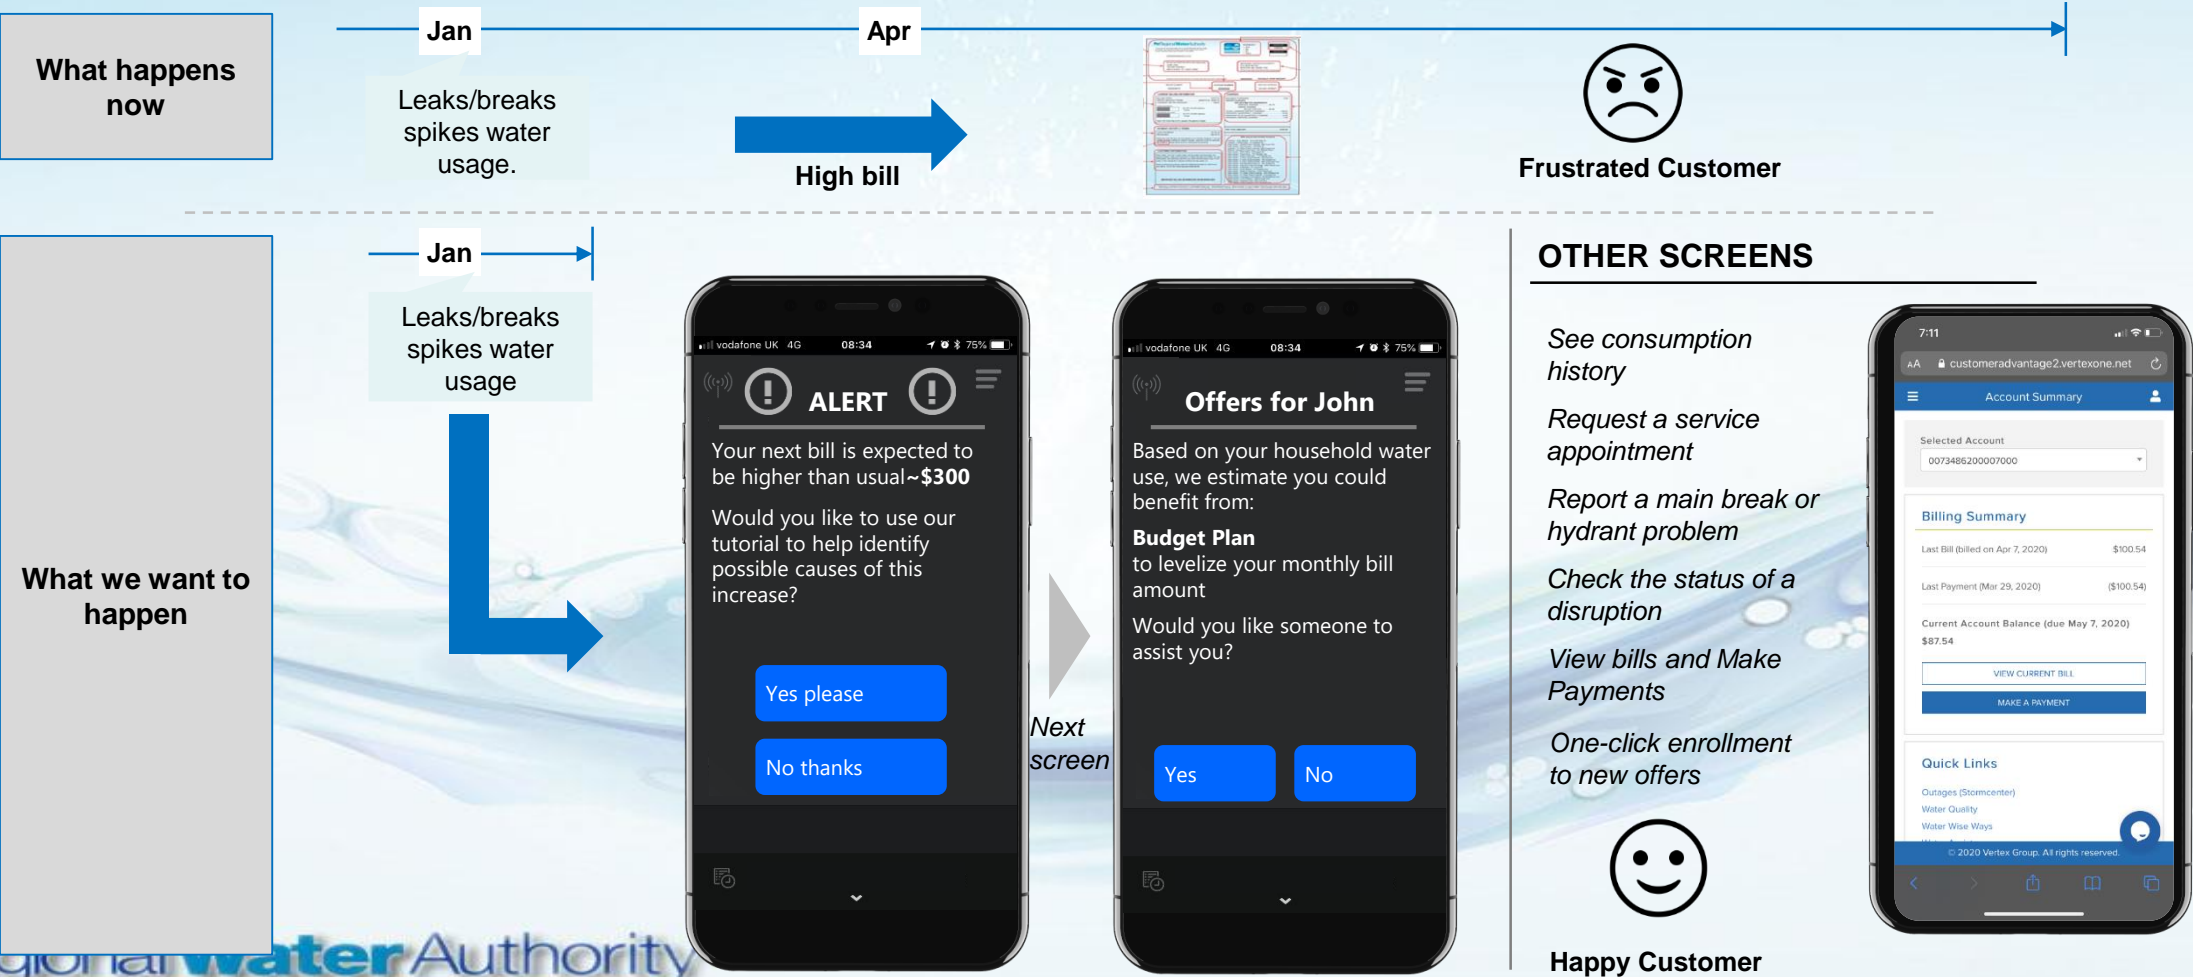 What happens
now
Jan
Apr
Leaks/breaks
spikes water
usage.
High bill
Frustrated Customer
What we want to
happen
Jan
Leaks/breaks
spikes water
usage
vodafone UK 4G 08:34 75%
ALERT
Your next bill is expected to
be higher than usual~$300
Would you like to use our
tutorial to help identify
possible causes of this
increase?
Yes please
No thanks
Next
screen
vodafone UK 4G 08:34 75%
Offers for John
Based on your household water
use, we estimate you could
benefit from:
Budget Plan
to levelize your monthly bill
amount
Would you like someone to
assist you?
Yes
No
OTHER SCREENS
See consumption
history
Request a service
appointment
Report a main break or
hydrant problem
Check the status of a
disruption
View bills and Make
Payments
One-click enrollment
to new offers
Happy Customer
7:11
AA customeradvantage2.vertexone.net
Account Summary
Selected Account
0073486200007000
Billing Summary
Last Bill (billed on Apr 7, 2020) $100.54
Last Payment (Mar 29, 2020) ($100.54)
Current Account Balance (due May 7, 2020)
$87.54
VIEW CURRENT BILL
MAKE A PAYMENT
Quick Links
Outages (Stormcenter)
Water Quality
Water Wise Ways
© 2020 Vertex Group. All rights reserved.
Water Authority